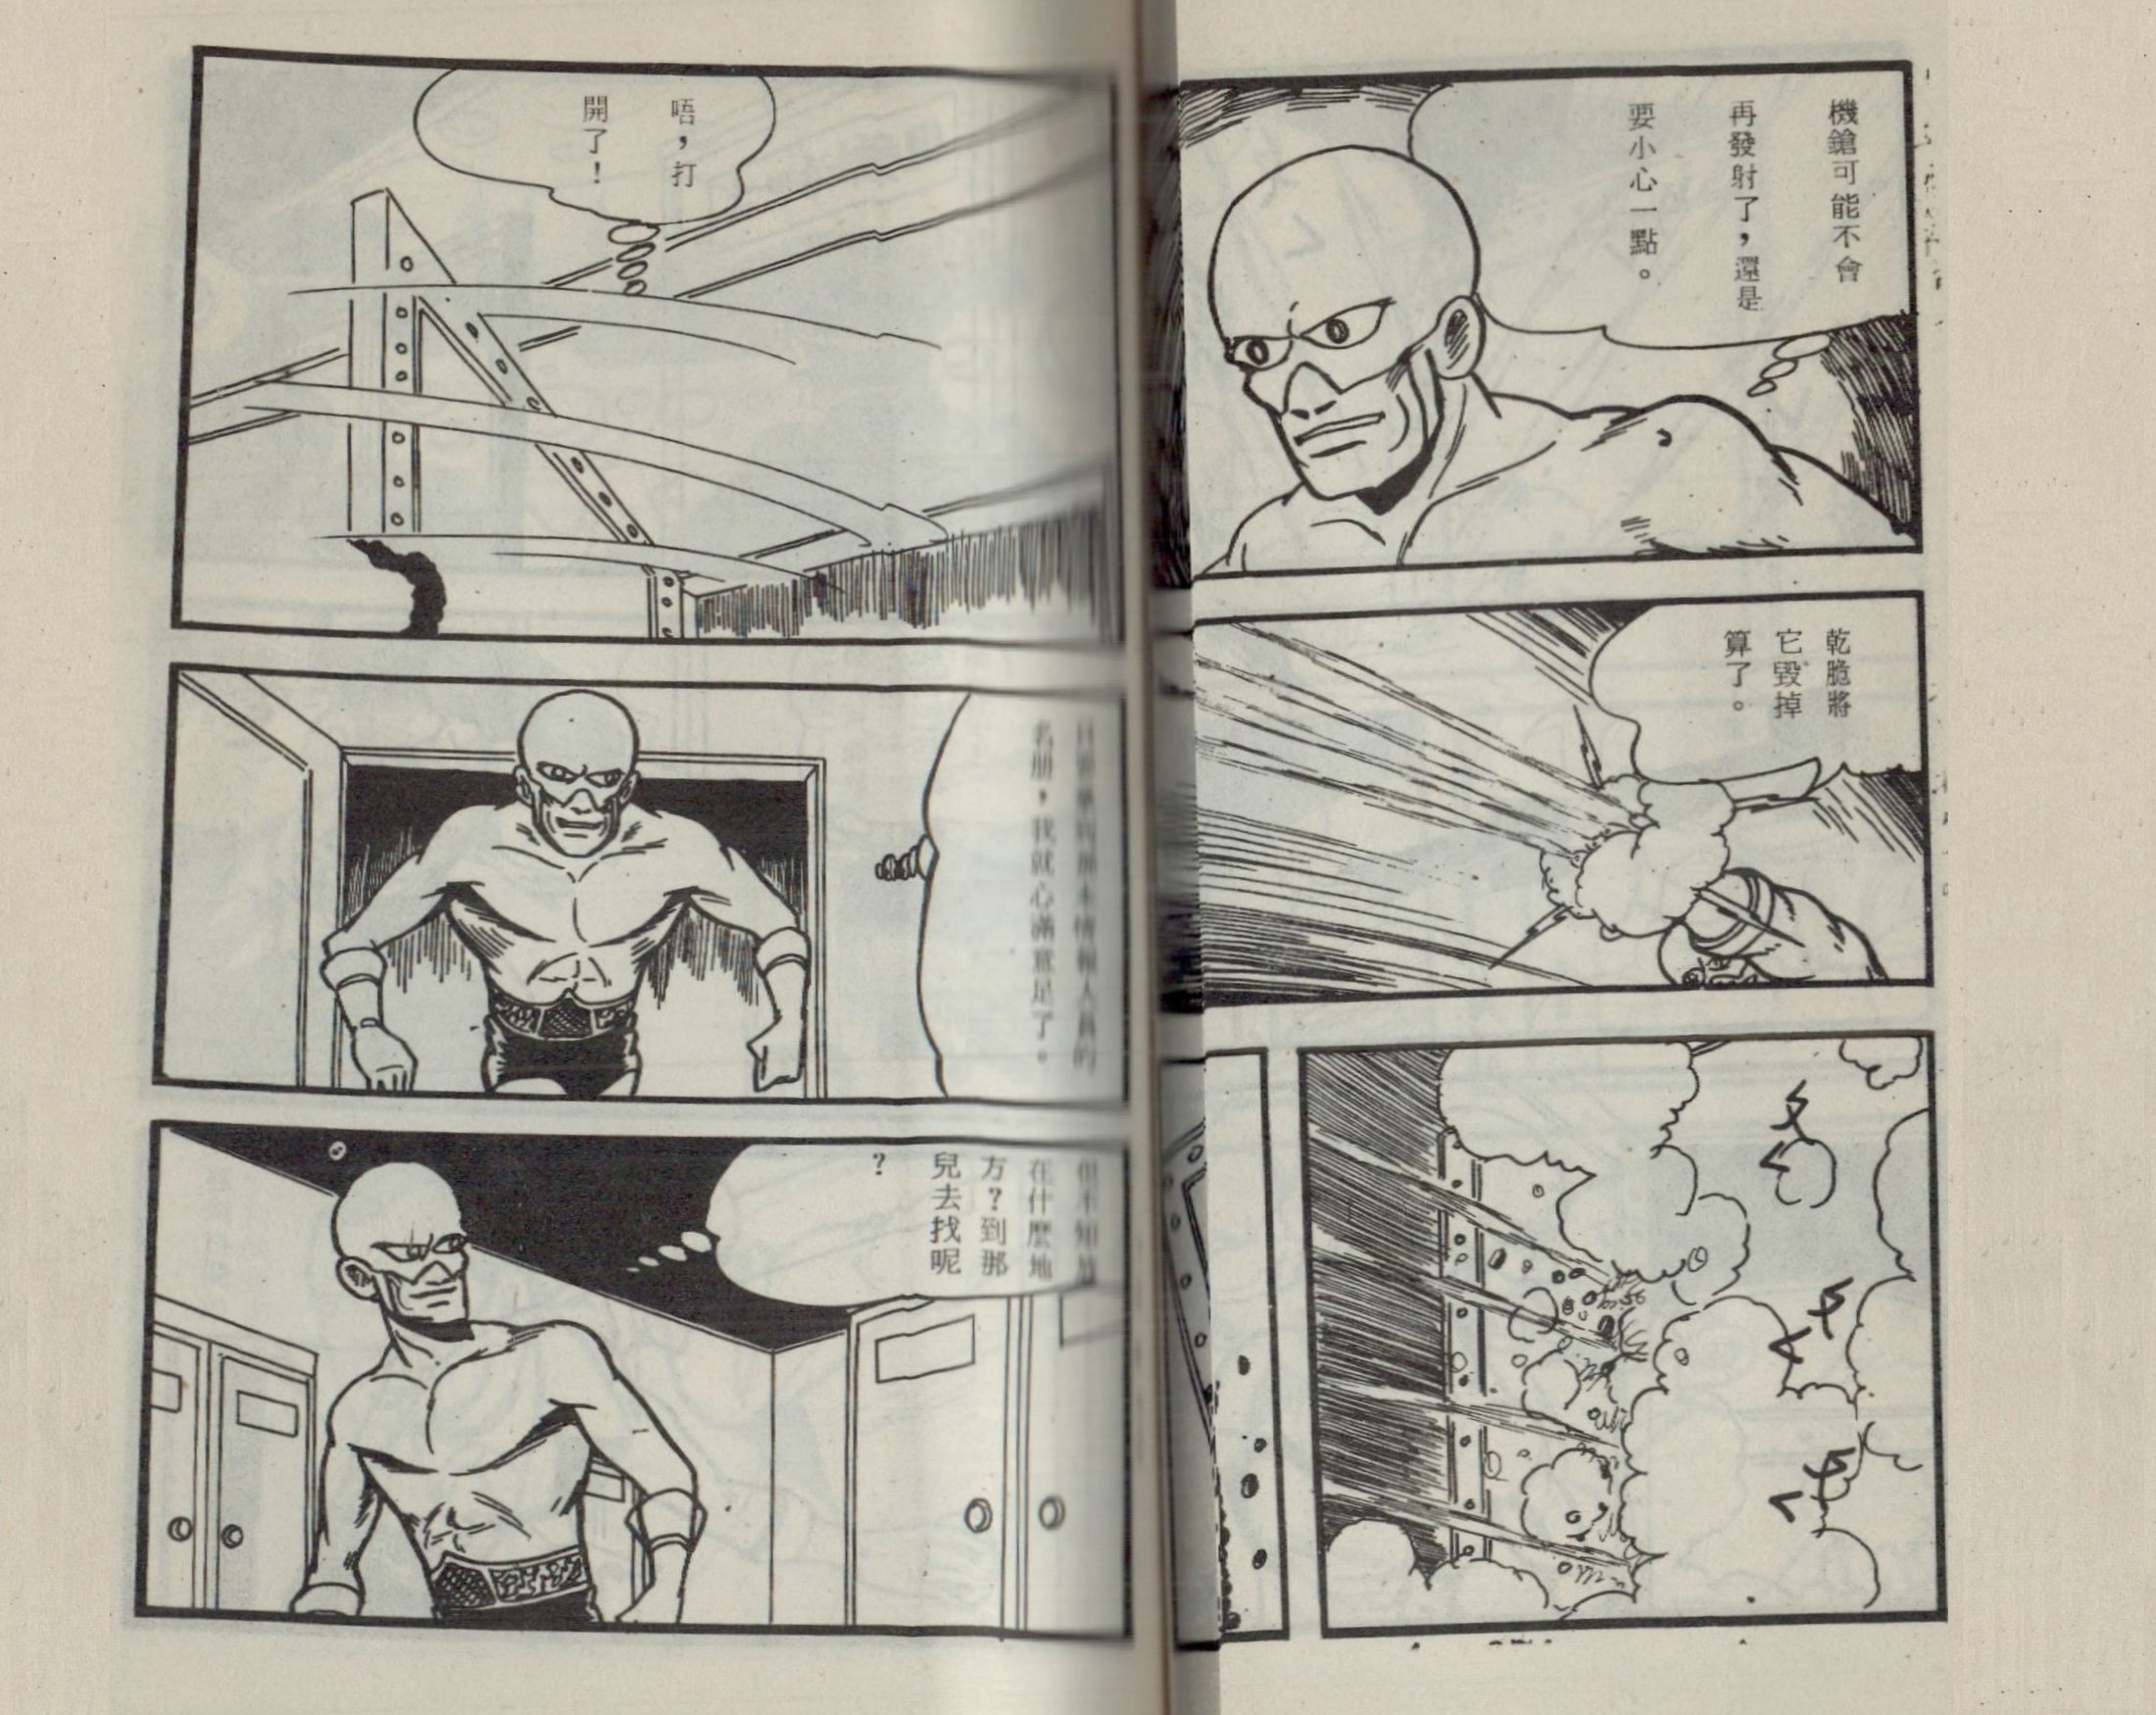 機鎗可能不會
再發射了，還是
要小心一點。
乾脆將
它毀掉
算了。
ㄆ
ㄑ
ㄆ
ㄑ
ㄆ
ㄑ
唔，打
開了！
名册，我就心滿意足了。
在什麼地
方？到那
兒去找呢
？